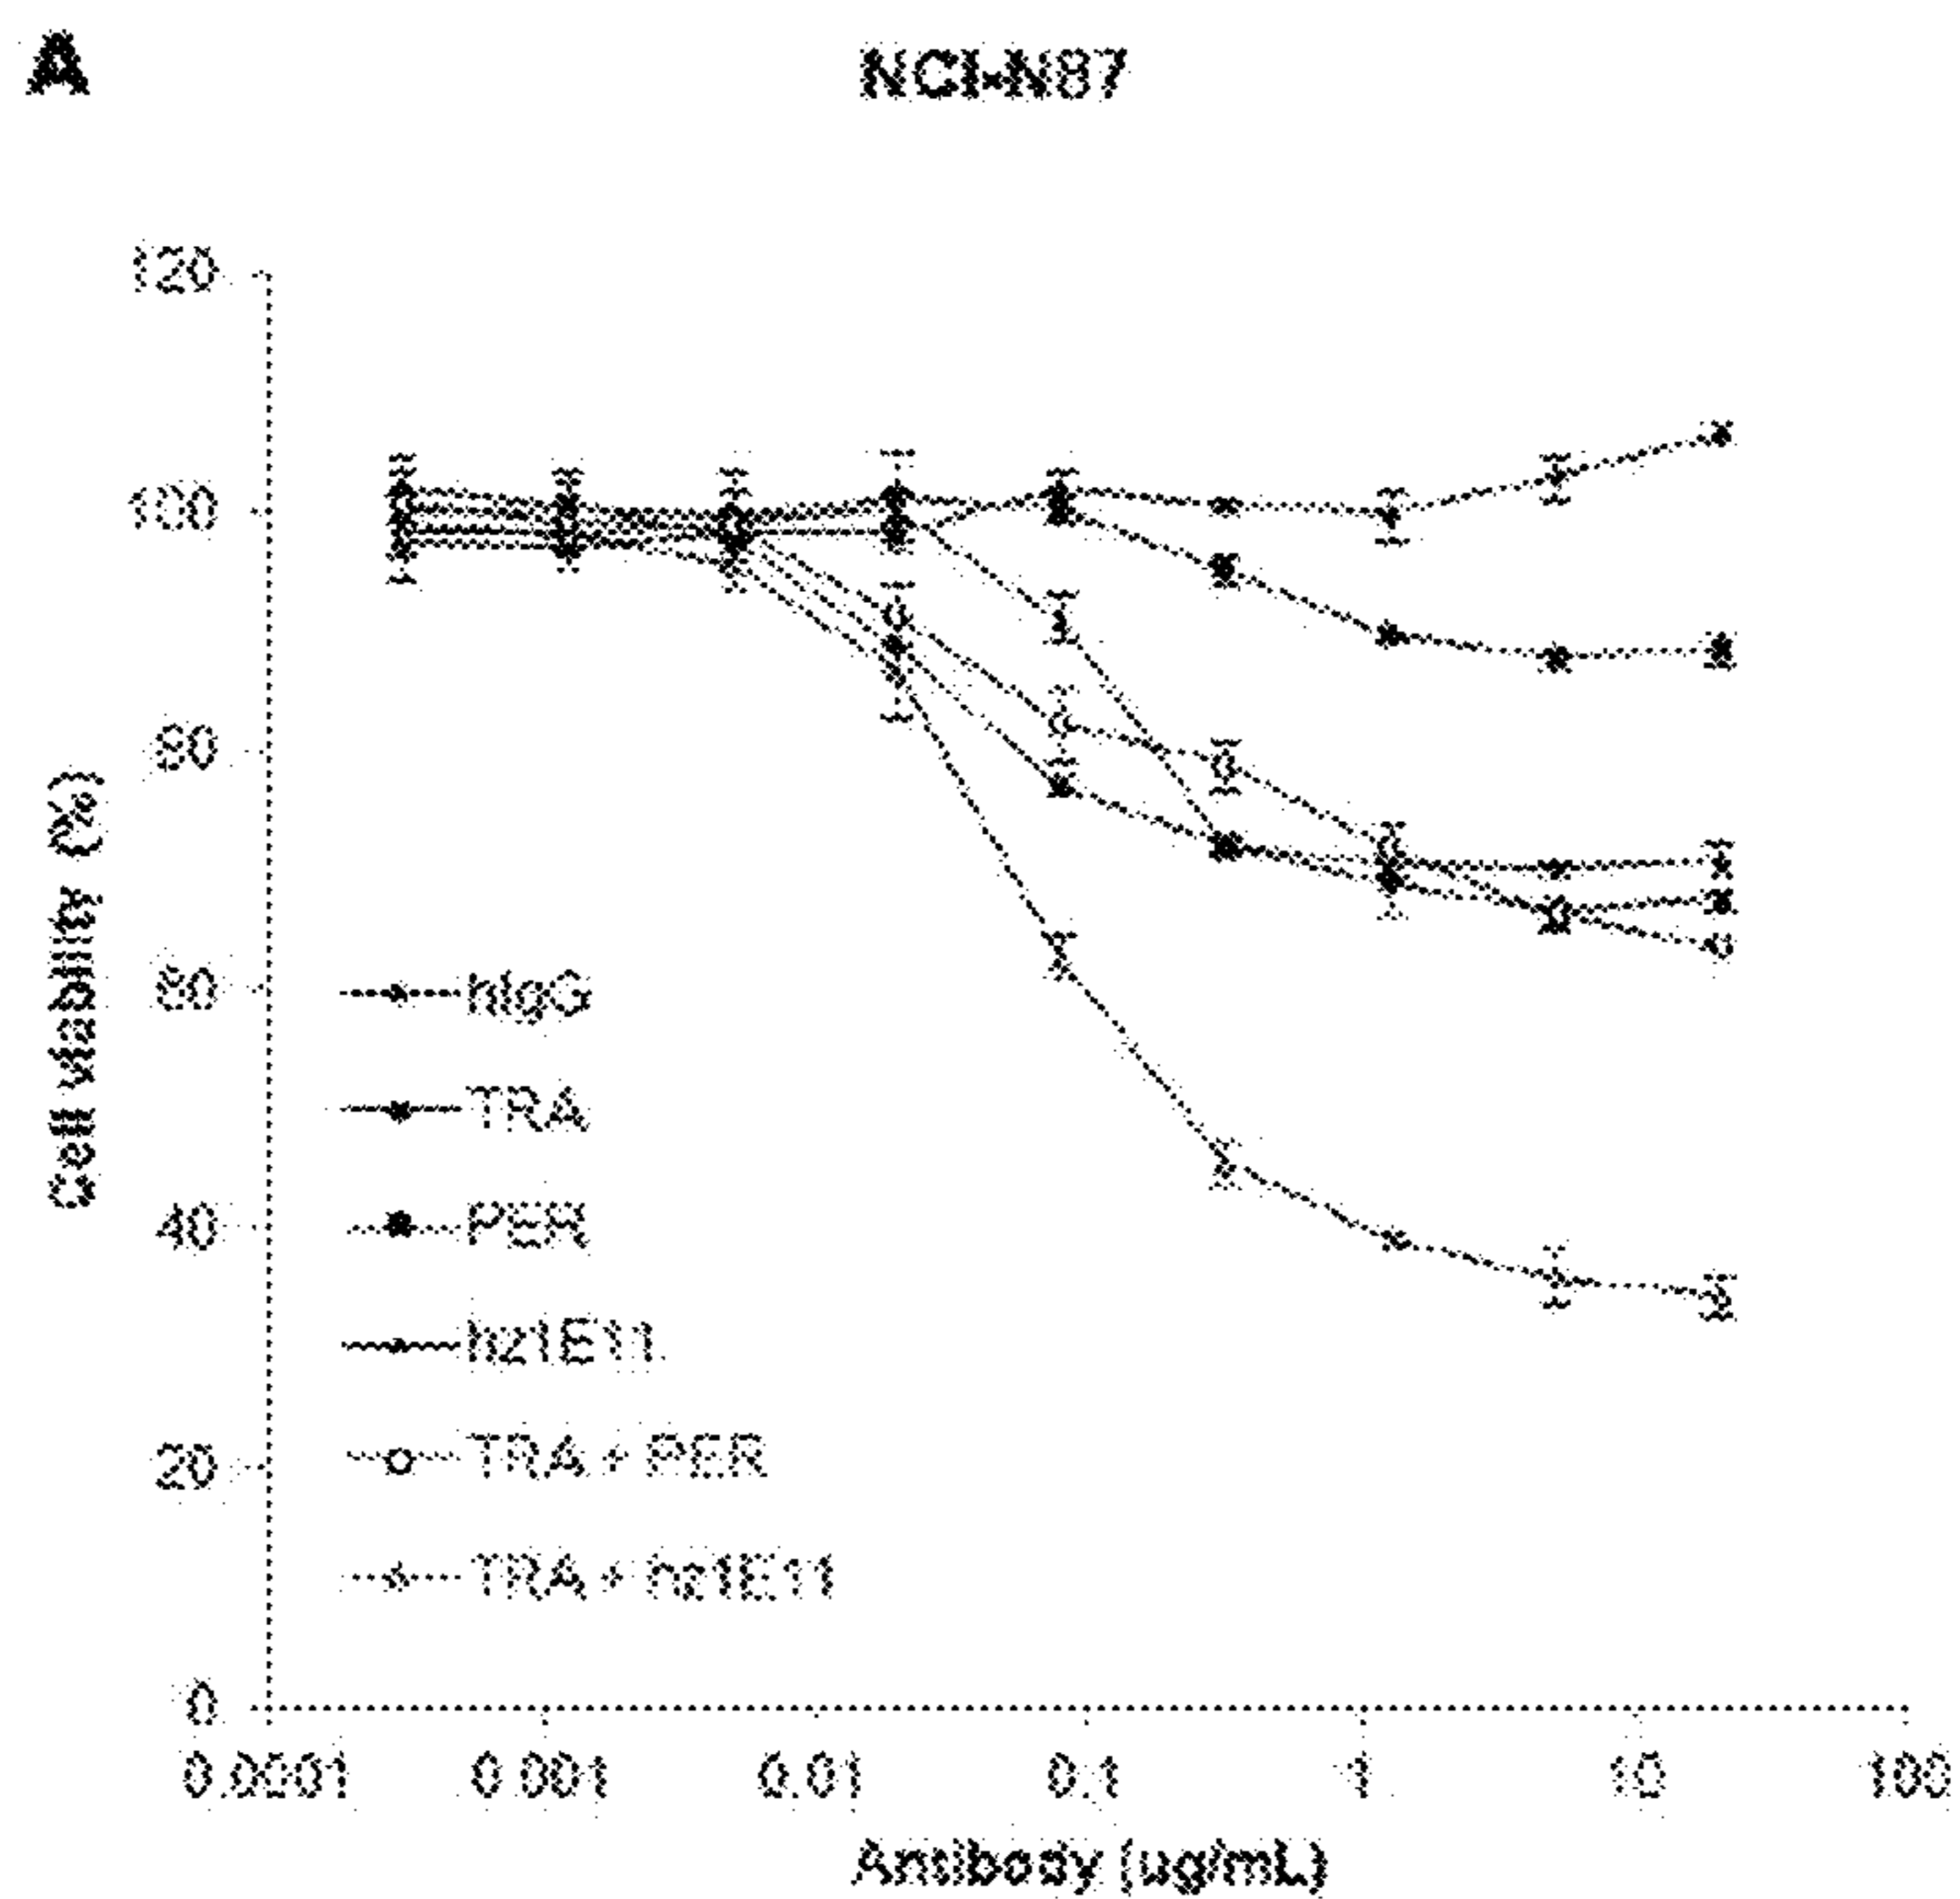 A
NCI-N87
120
100
80
60
40
20
0
Cell viability (%)
hIgG
TRA
PER
hz1E11
TRA + PER
TRA + hz1E11
0.0001 0.001 0.01 0.1 1 10 100
Antibody (ug/mL)